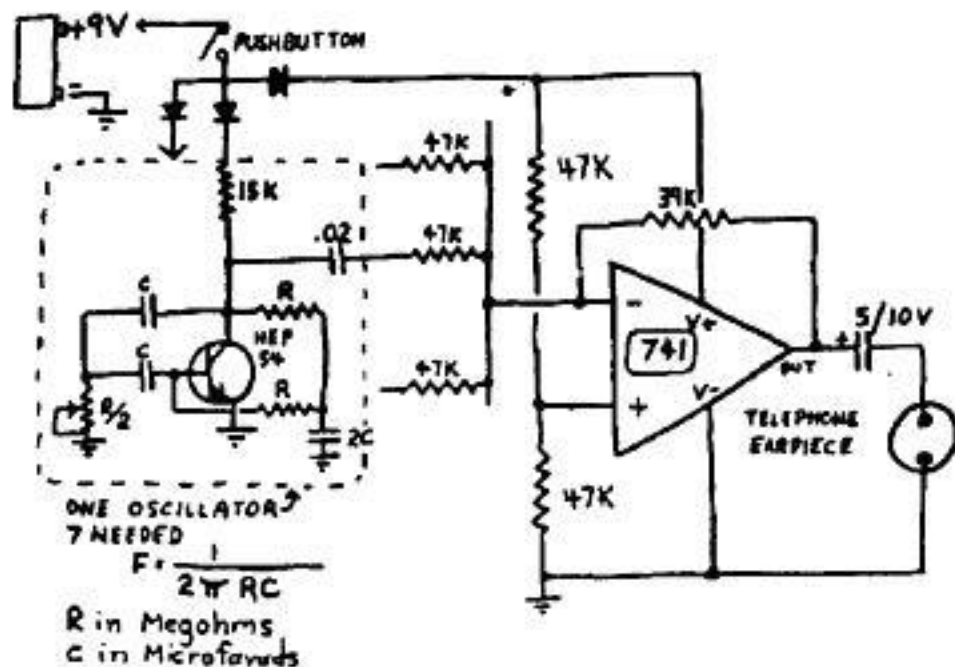 +9V
PUSHBUTTON
+
47K
47K
15K
39K
.02
47K
C
R
HEP
54
C
-
V+
741
5/10V
+
OUT
R/2
R
47K
+
V-
2C
TELEPHONE
EARPIECE
47K
ONE OSCILLATOR
7 NEEDED
F = 1
2π RC
R in Megohms
C in Microfarads